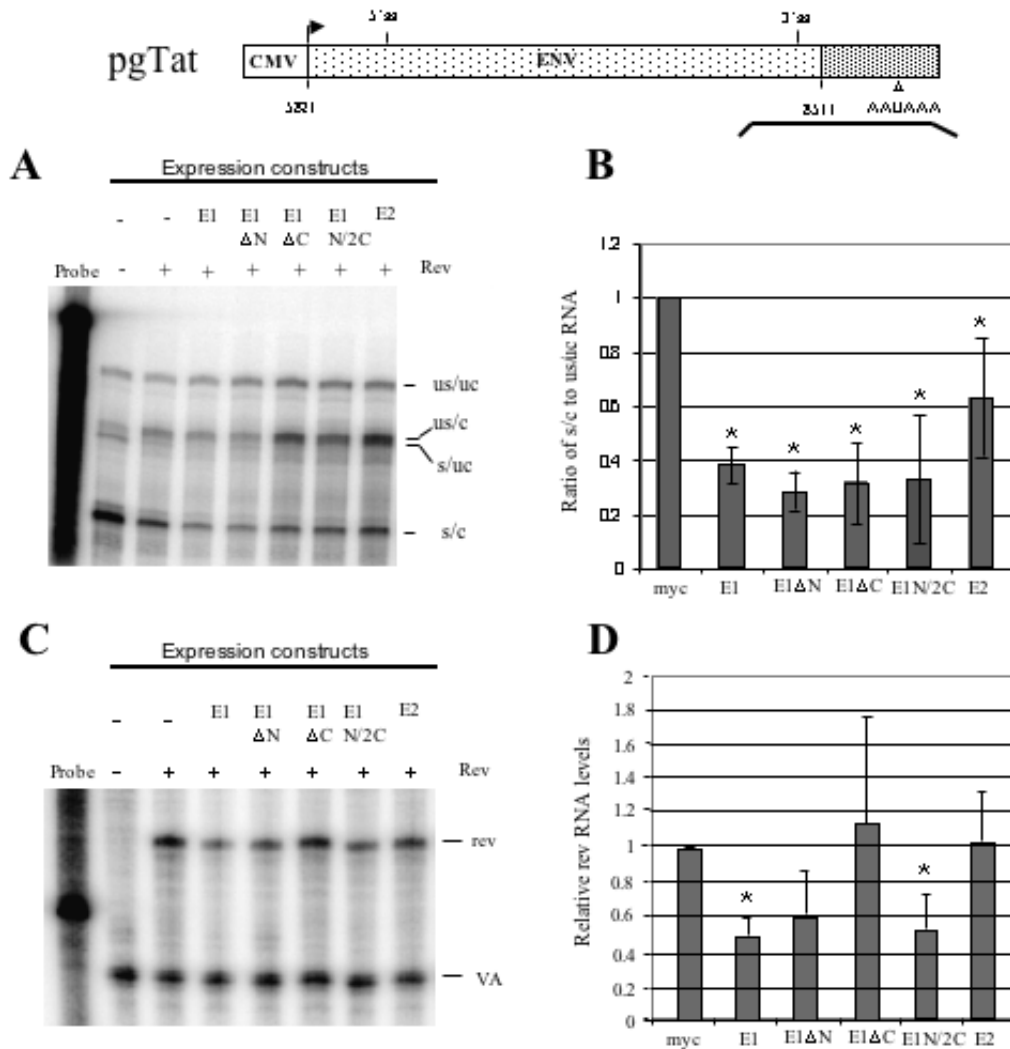 pgTat
CMV
ENV
AAUAAA
A
Expression constructs
- - E1 E1 E1 E1 E2
ΔN ΔC N/2C
Probe - + + + + + + Rev
us/uc
us/c
s/uc
s/c
B
Ratio of s/c to us/uc RNA
1.2
1
0.8
0.6
0.4
0.2
0
* * * * *
myc E1 E1ΔN E1ΔC E1N/2C E2
C
Expression constructs
- - E1 E1 E1 E1 E2
ΔN ΔC N/2C
Probe - + + + + + + Rev
rev
VA
D
Relative rev RNA levels
2
1.8
1.6
1.4
1.2
1
0.8
0.6
0.4
0.2
0
* *
myc E1 E1ΔN E1ΔC E1N/2C E2